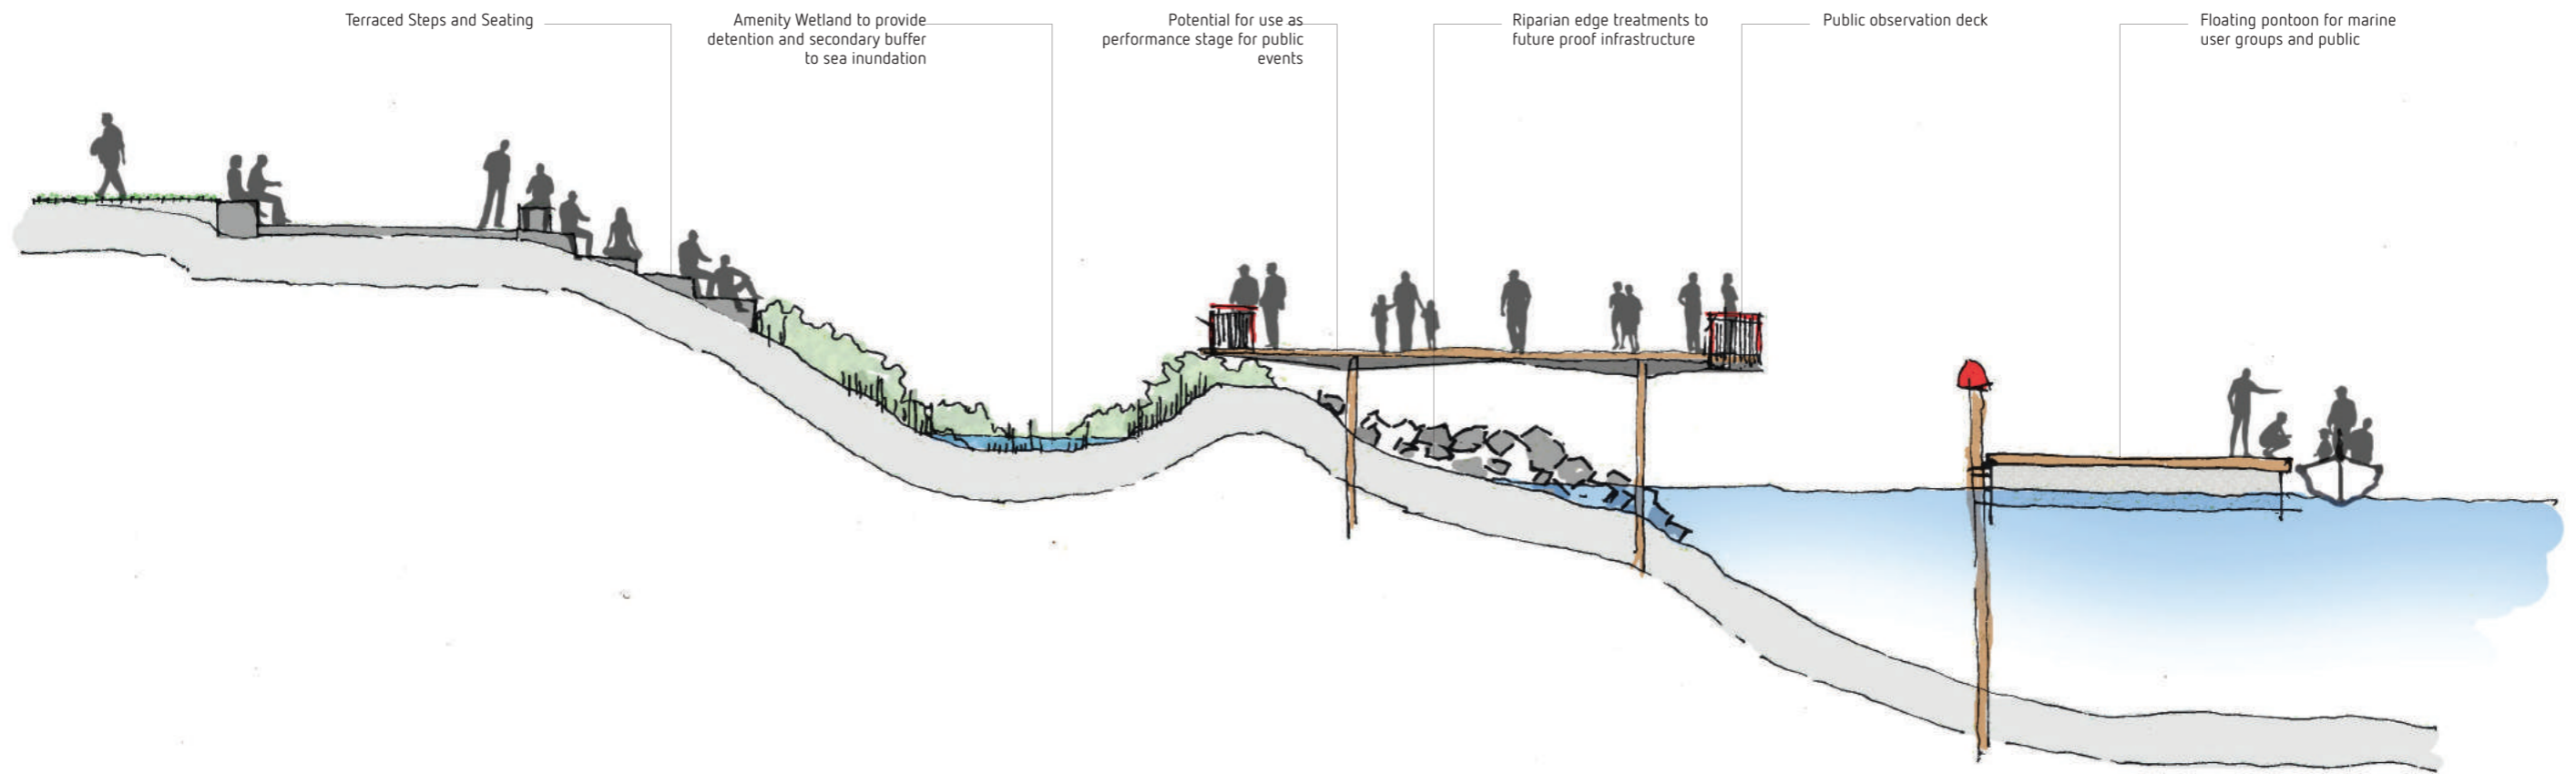 Terraced Steps and Seating
Amenity Wetland to provide
detention and secondary buffer
to sea inundation
Potential for use as
performance stage for public
events
Riparian edge treatments to
future proof infrastructure
Public observation deck
Floating pontoon for marine
user groups and public